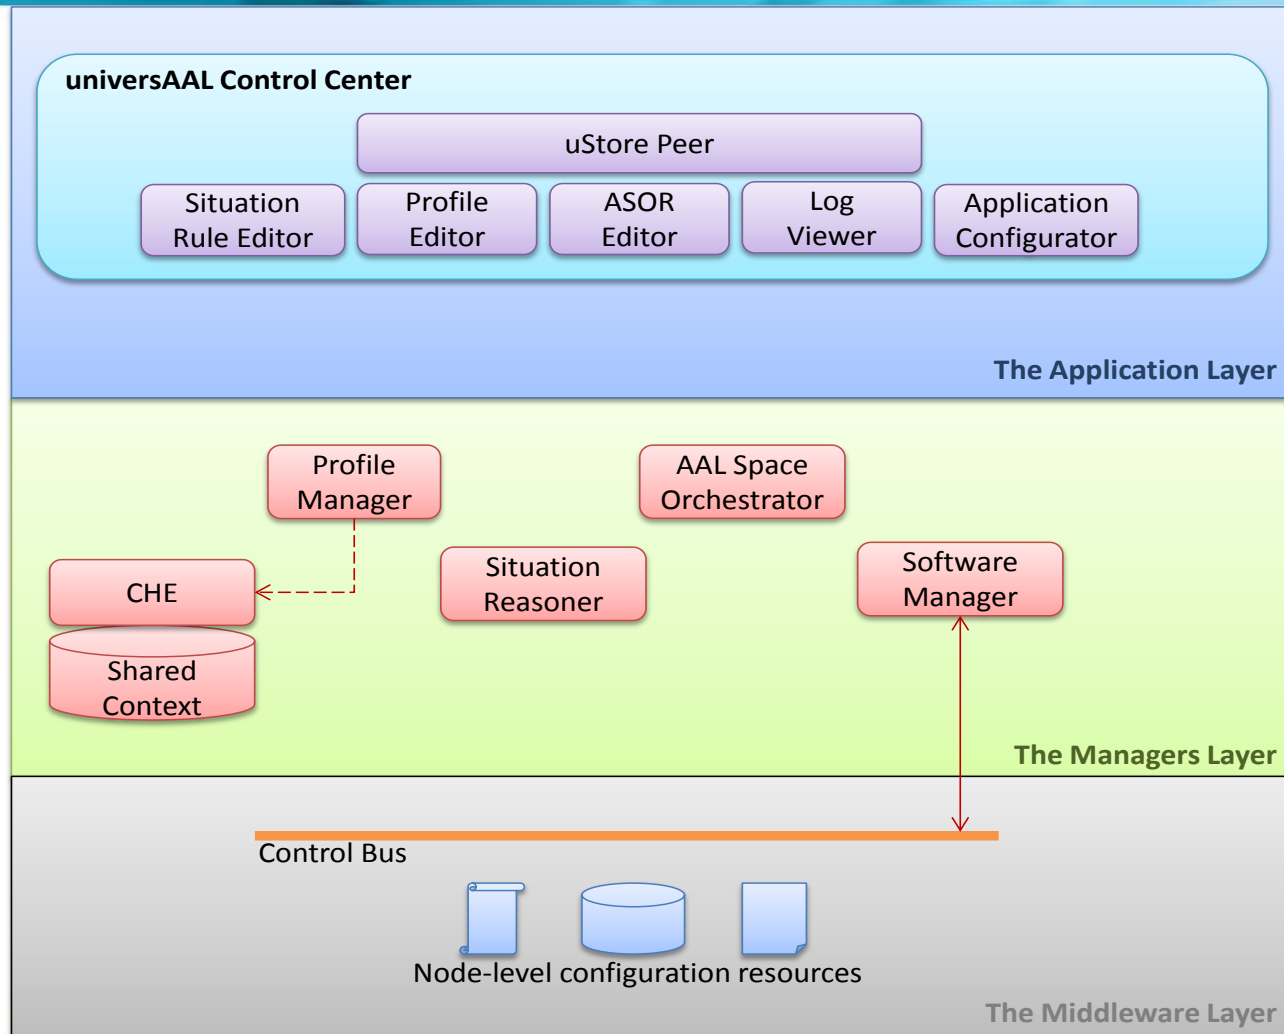 universAAL Control Center
uStore Peer
Situation
Rule Editor
Profile
Editor
ASOR
Editor
Log
Viewer
Application
Configurator
The Application Layer
Profile
Manager
AAL Space
Orchestrator
CHE
Situation
Reasoner
Software
Manager
Shared
Context
The Managers Layer
Control Bus
Node-level configuration resources
The Middleware Layer